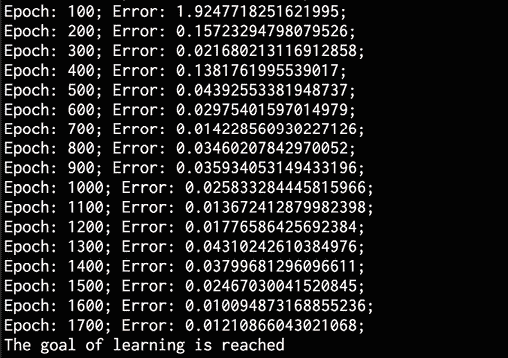 Epoch: 100; Error: 1.9247718251621995;
Epoch: 200; Error: 0.15723294798079526;
Epoch: 300; Error: 0.021680213116912858;
Epoch: 400; Error: 0.1381761995539017;
Epoch: 500; Error: 0.04392553381948737;
Epoch: 600; Error: 0.02975401597014979;
Epoch: 700; Error: 0.014228560930227126;
Epoch: 800; Error: 0.03460207842970052;
Epoch: 900; Error: 0.035934053149433196;
Epoch: 1000; Error: 0.025833284445815966;
Epoch: 1100; Error: 0.013672412879982398;
Epoch: 1200; Error: 0.01776586425692384;
Epoch: 1300; Error: 0.04310242610384976;
Epoch: 1400; Error: 0.03799681296096611;
Epoch: 1500; Error: 0.02467030041520845;
Epoch: 1600; Error: 0.010094873168855236;
Epoch: 1700; Error: 0.01210866043021068;
The goal of learning is reached